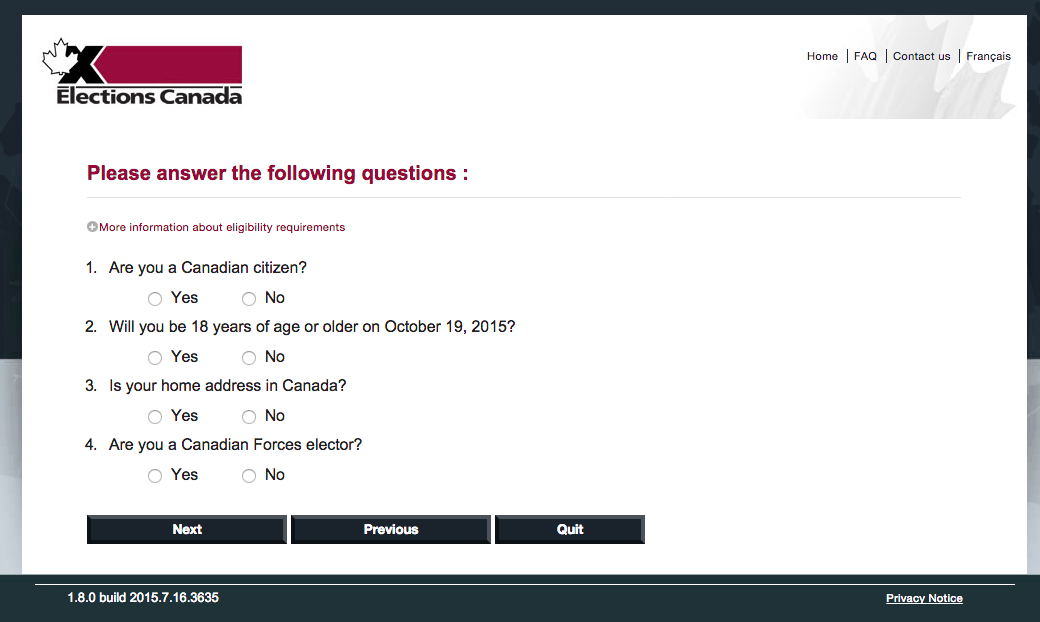 Elections Canada
Home FAQ Contact us Français
Please answer the following questions :
More information about eligibility requirements
1. Are you a Canadian citizen?
Yes No
2. Will you be 18 years of age or older on October 19, 2015?
Yes No
3. Is your home address in Canada?
Yes No
4. Are you a Canadian Forces elector?
Yes No
Next Previous Quit
1.8.0 build 2015.7.16.3635 Privacy Notice